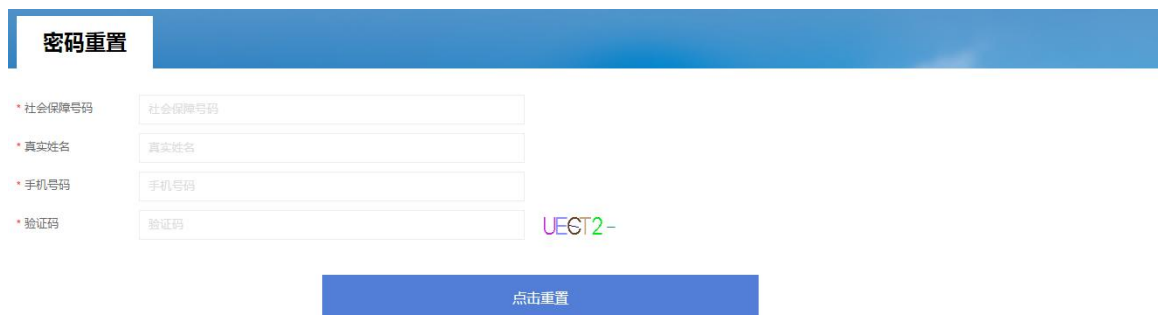 密码重置
* 社会保障号码 社会保障号码
* 真实姓名 真实姓名
* 手机号码 手机号码
* 验证码 验证码
点击重置